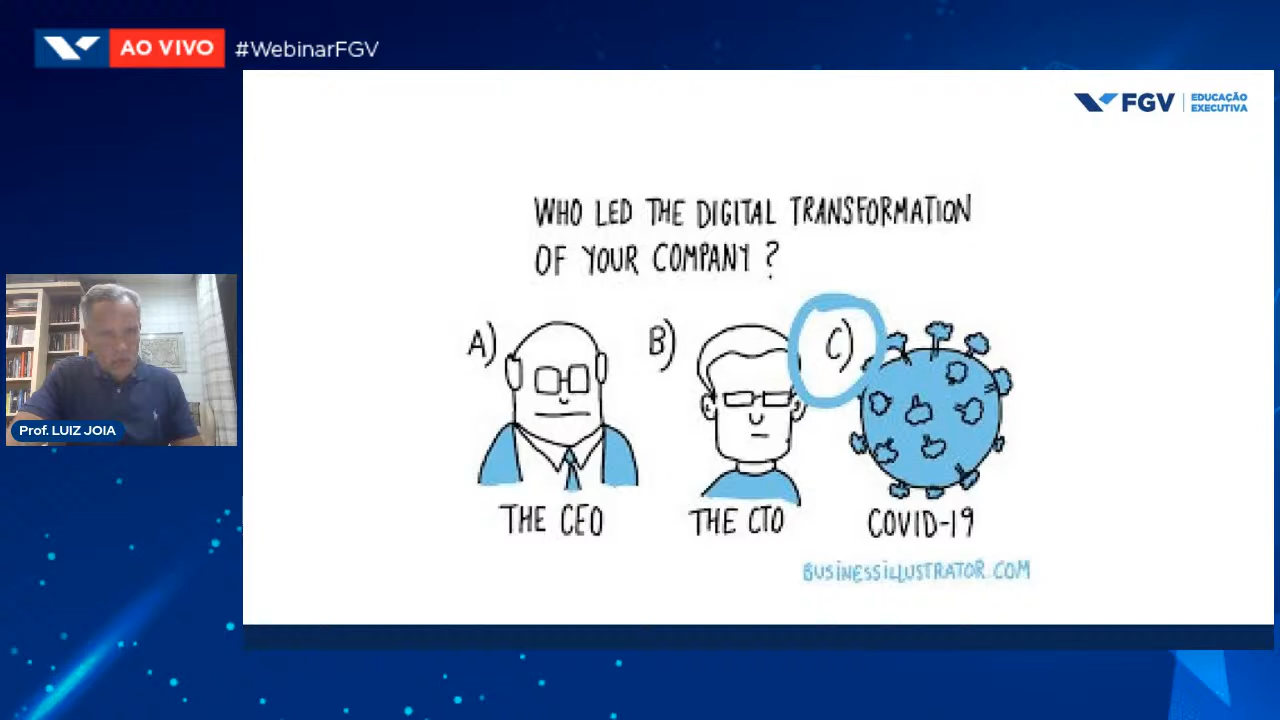 AO VIVO #WebinarFGV
FGV EDUCAÇÃO
EXECUTIVA
WHO LED THE DIGITAL TRANSFORMATION
OF YOUR COMPANY ?
A) B) C)
THE CEO THE CTO COVID-19
BUSINESSILLUSTRATOR.COM
Prof. LUIZ JOIA